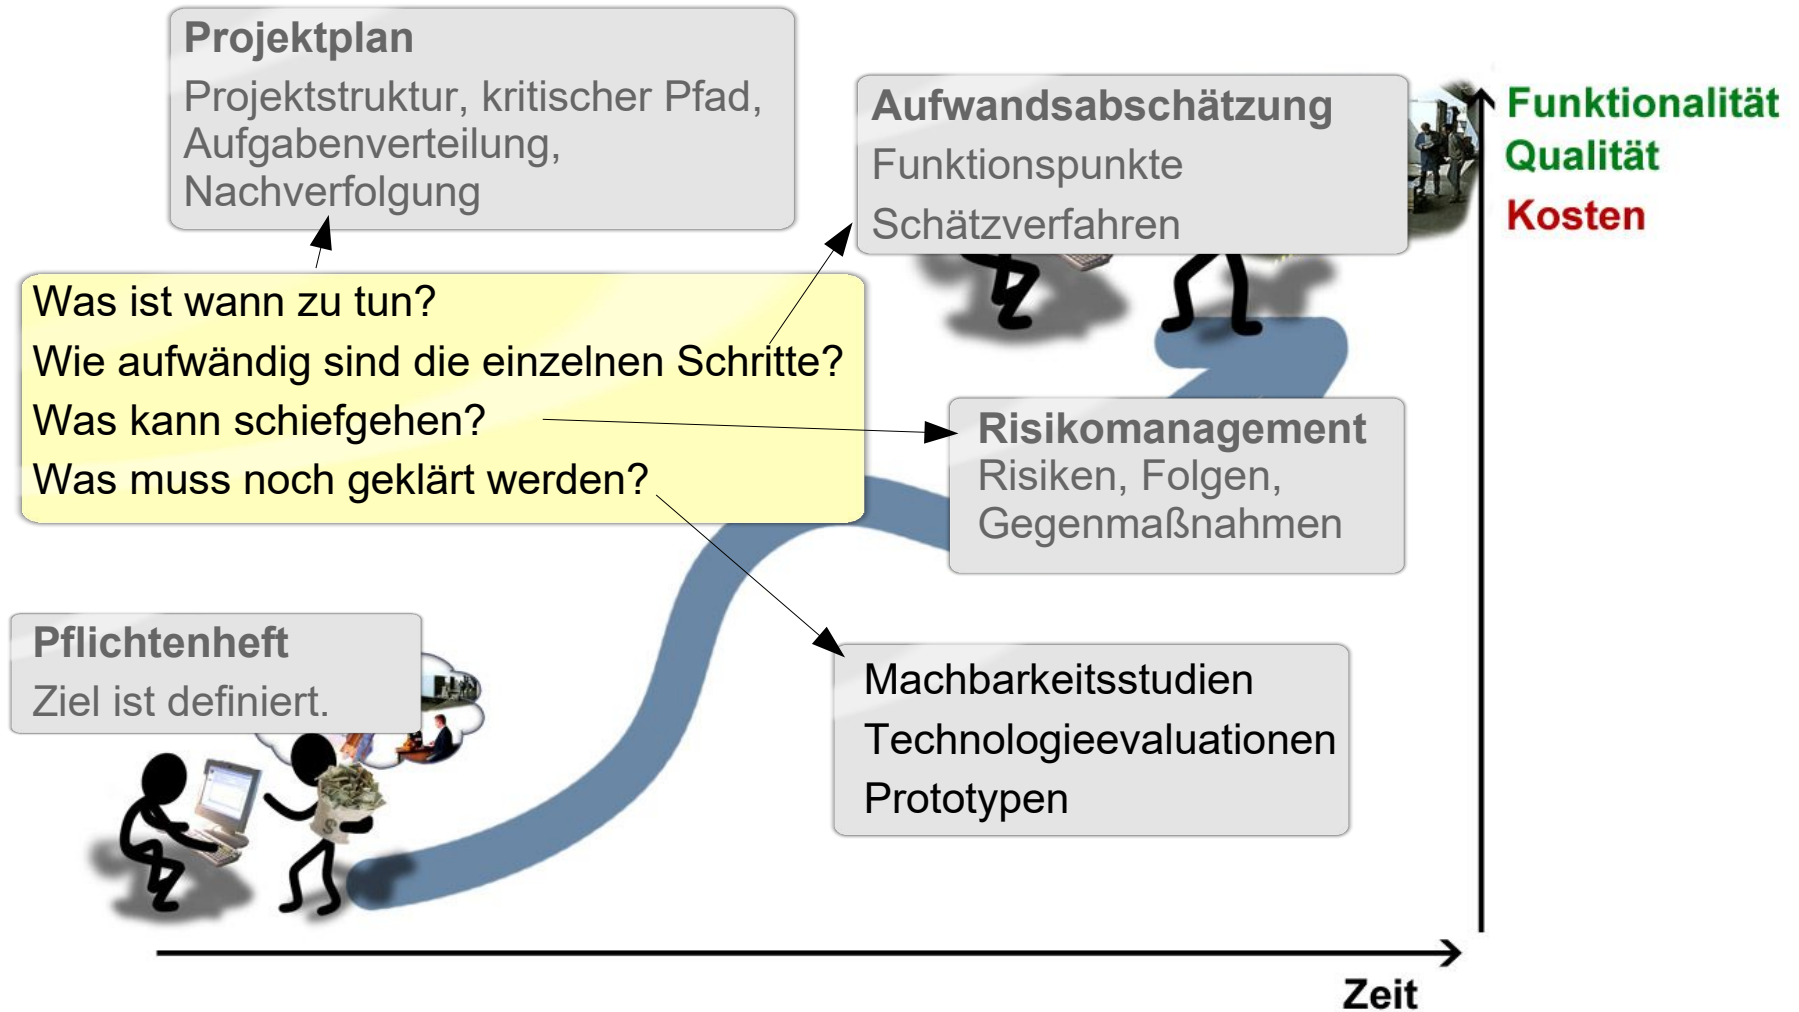 Projektplan
Projektstruktur, kritischer Pfad,
Aufgabenverteilung,
Nachverfolgung
Aufwandsabschätzung
Funktionspunkte
Schätzverfahren
Funktionalität
Qualität
Kosten
Was ist wann zu tun?
Wie aufwändig sind die einzelnen Schritte?
Was kann schiefgehen?
Was muss noch geklärt werden?
Risikomanagement
Risiken, Folgen,
Gegenmaßnahmen
Pflichtenheft
Ziel ist definiert.
Machbarkeitsstudien
Technologieevaluationen
Prototypen
$
Zeit